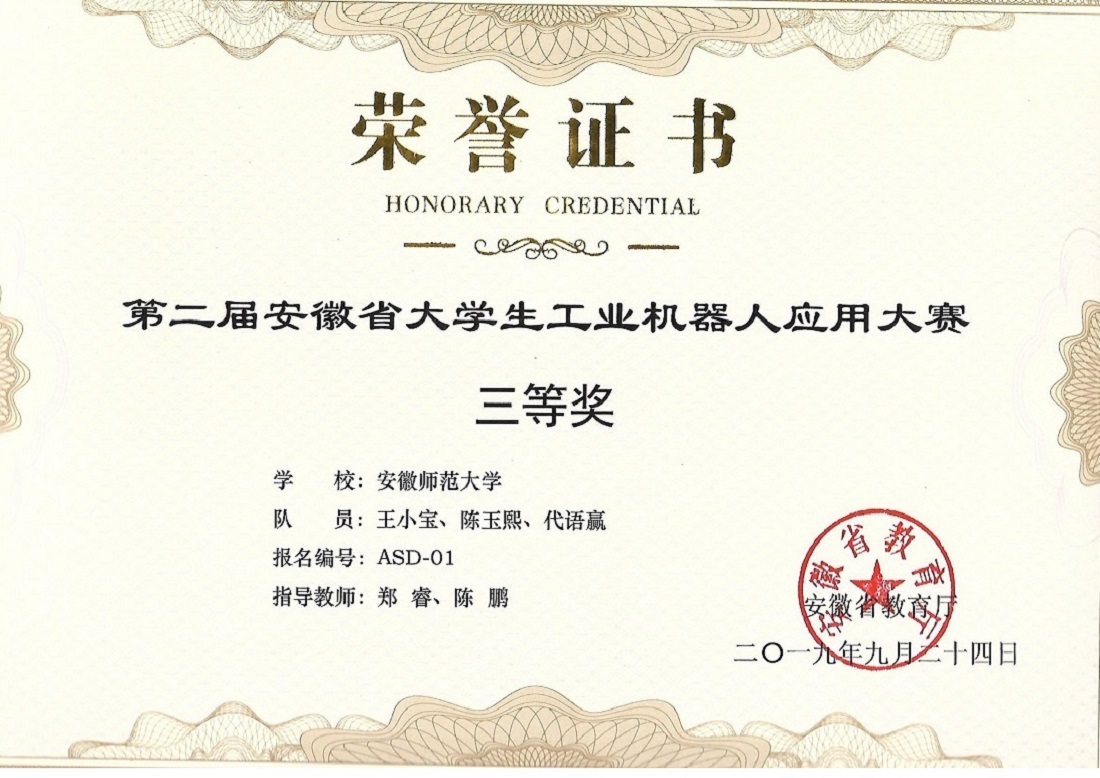 荣誉证书
HONORARY CREDENTIAL
第二届安徽省大学生工业机器人应用大赛
三等奖
学 校：安徽师范大学
队 员：王小宝、陈玉熙、代语赢
报名编号：ASD-01
指导教师：郑 睿、陈 鹏
安徽省教育厅
安徽省教育厅
二〇一九年九月二十四日